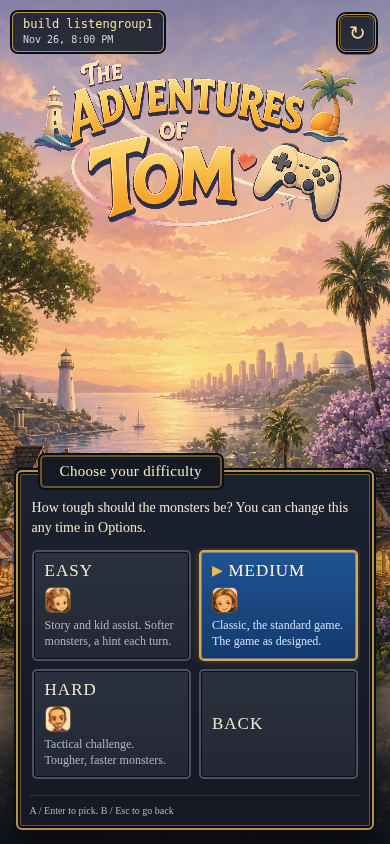 build listengroup1
Nov 26, 8:00 PM
↻
THE
ADVENTURES
OF
TOM
Choose your difficulty
How tough should the monsters be? You can change this
any time in Options.
EASY
Story and kid assist. Softer
monsters, a hint each turn.
▶ MEDIUM
Classic, the standard game.
The game as designed.
HARD
Tactical challenge.
Tougher, faster monsters.
BACK
A / Enter to pick. B / Esc to go back